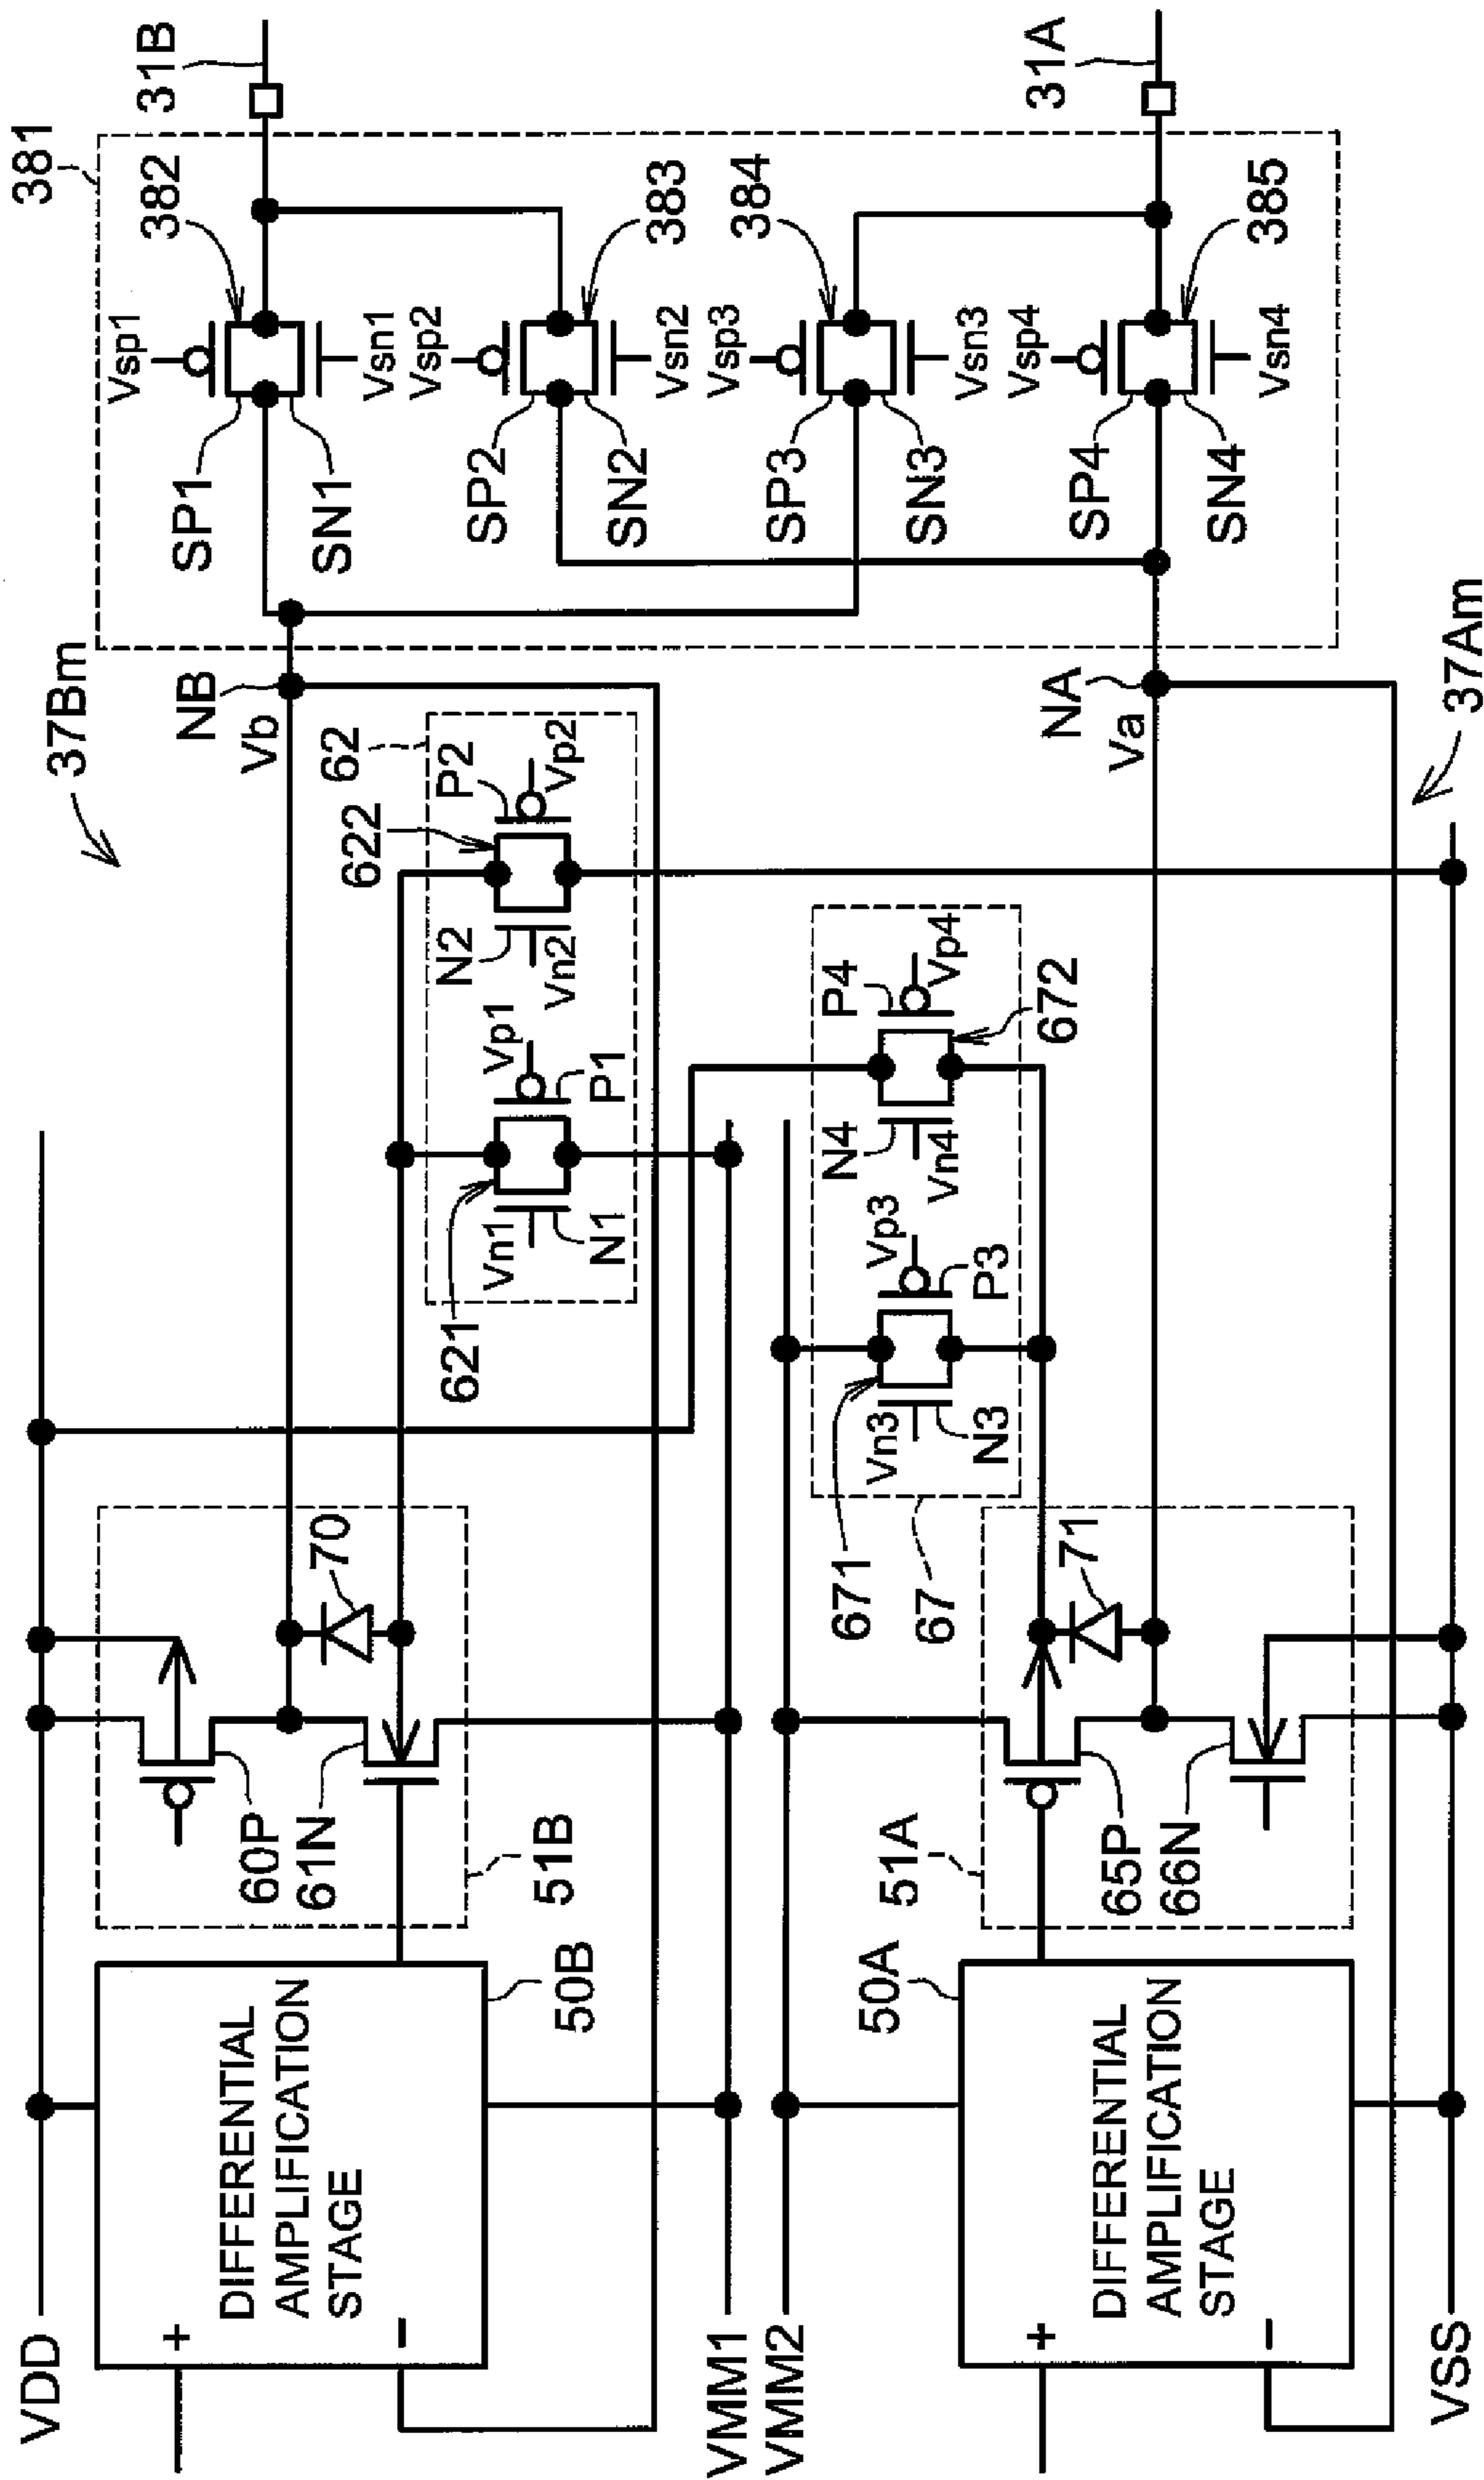 37Bm
381
VDD
60P
61N
51B
70
NB
Vb
Vsp1
382
31B
SP1
SN1
Vsn1
DIFFERENTIAL
AMPLIFICATION
STAGE
+
−
50B
621
Vn1
N1
Vp1
P1
62
622
P2
Vp2
N2
Vn2
Vsp2
383
SP2
SN2
Vsn2
VMM1
VMM2
671
67
Vn3
N3
Vp3
P3
P4
Vp4
N4
Vn4
672
Vsp3
384
SP3
SN3
Vsn3
50A
51A
DIFFERENTIAL
AMPLIFICATION
STAGE
+
−
65P
66N
71
NA
Va
Vsp4
385
31A
SP4
SN4
Vsn4
VSS
37Am